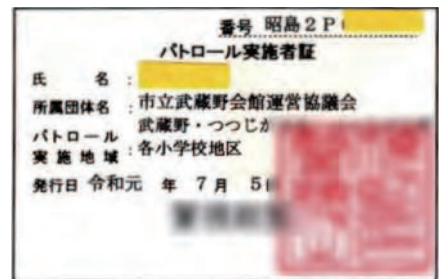 番号 昭島2P
パトロール実施者証
氏 名 :
所属団体名 : 市立武蔵野会館運営協議会
パトロール 実施地域 : 武蔵野・つつじが
各小学校地区
発行日 令和元 年 7月 5日